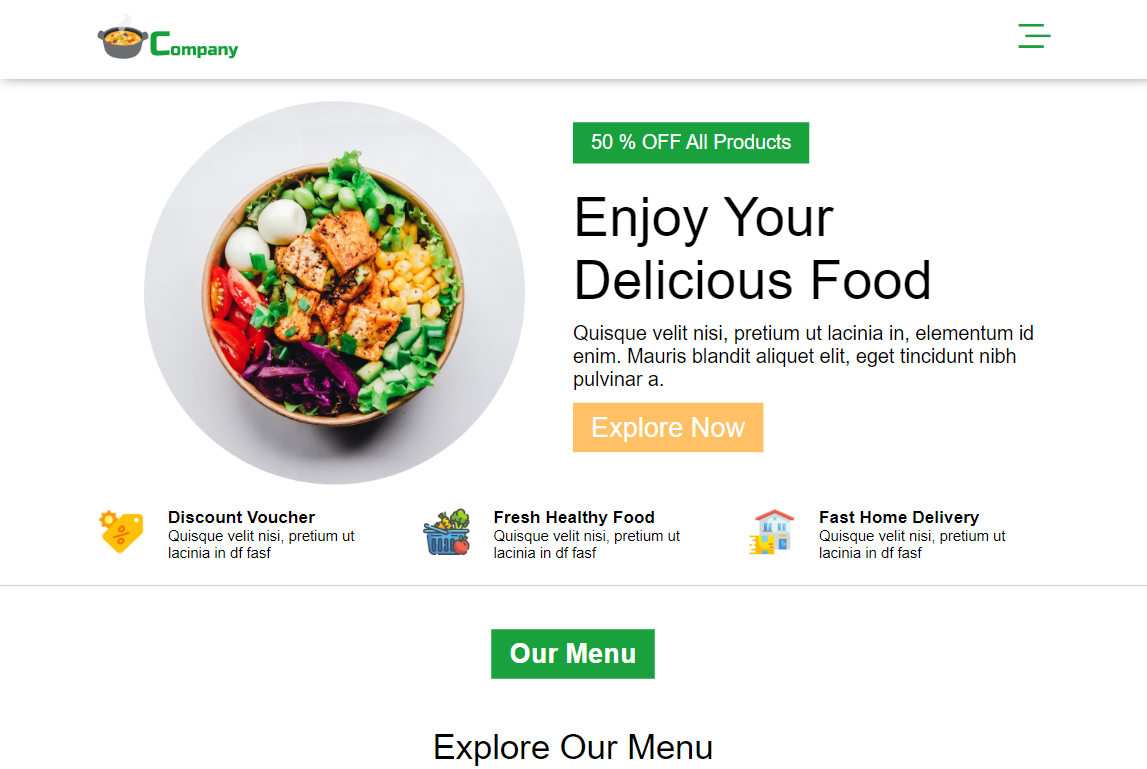 Company
50 % OFF All Products
Enjoy Your
Delicious Food
Quisque velit nisi, pretium ut lacinia in, elementum id
enim. Mauris blandit aliquet elit, eget tincidunt nibh
pulvinar a.
Explore Now
Discount Voucher
Quisque velit nisi, pretium ut
lacinia in df fasf
Fresh Healthy Food
Quisque velit nisi, pretium ut
lacinia in df fasf
Fast Home Delivery
Quisque velit nisi, pretium ut
lacinia in df fasf
Our Menu
Explore Our Menu